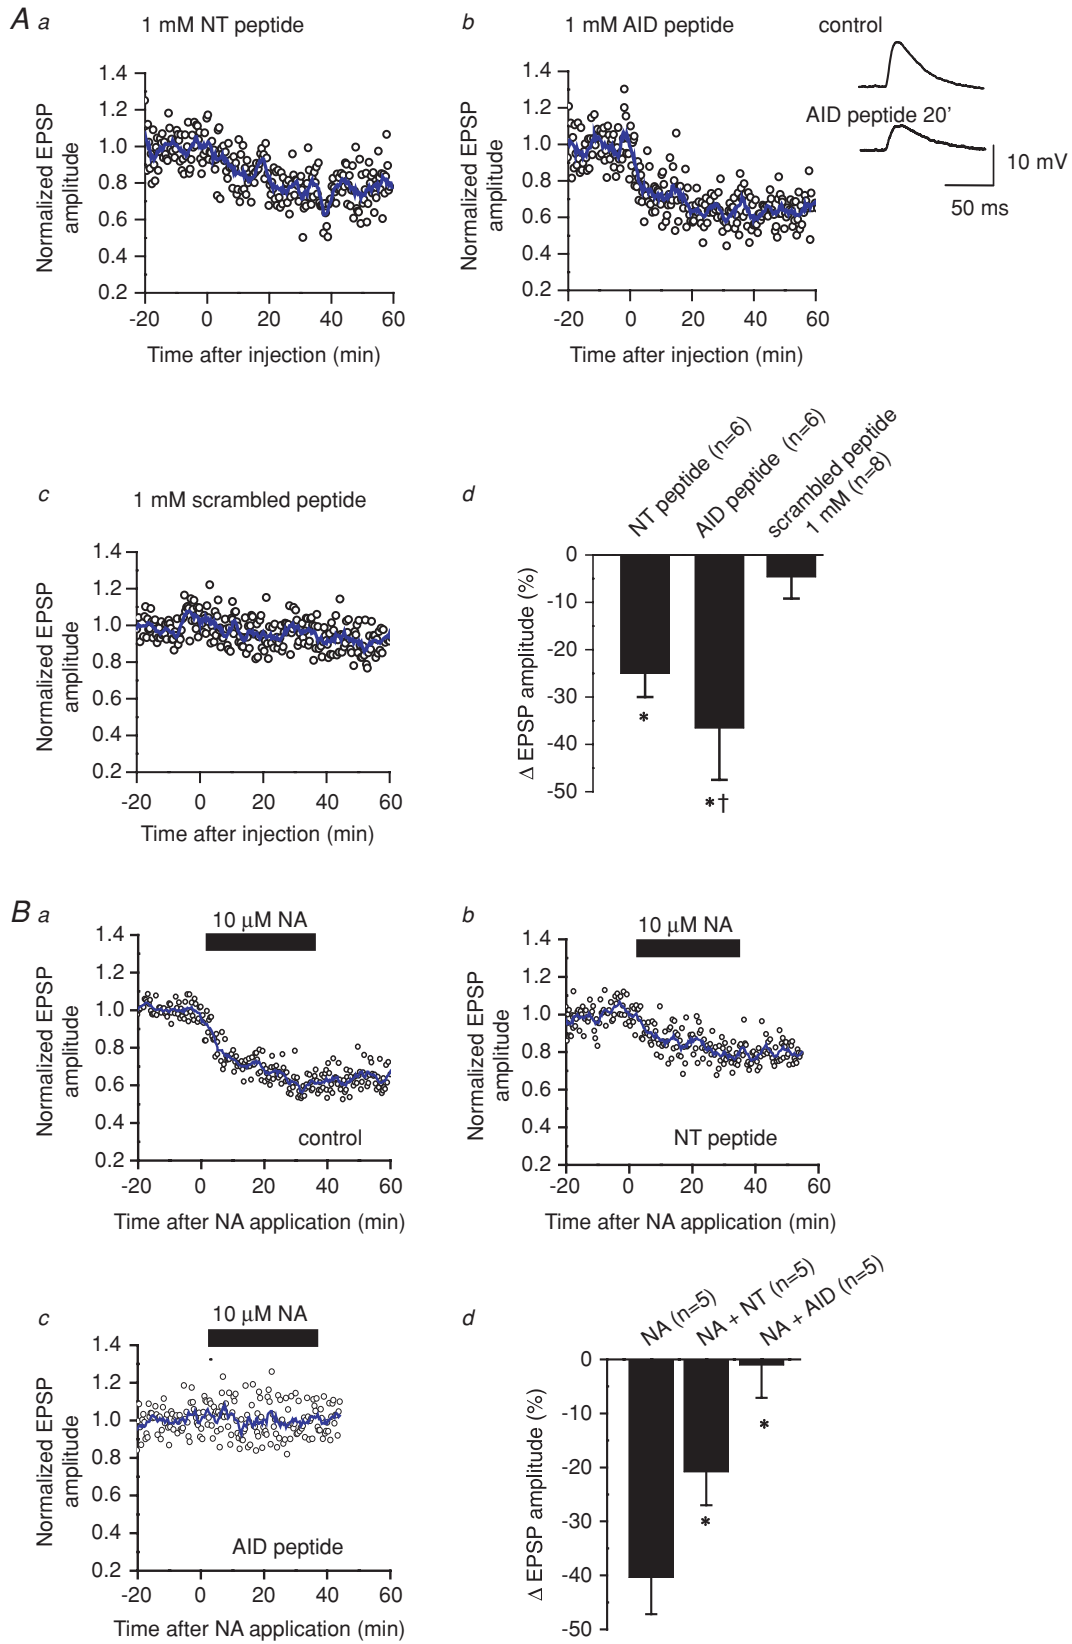 A a
1 mM NT peptide
Normalized EPSP
amplitude
1.4
1.2
1.0
0.8
0.6
0.4
0.2
-20 0 20 40 60
Time after injection (min)
b
1 mM AID peptide
Normalized EPSP
amplitude
1.4
1.2
1.0
0.8
0.6
0.4
0.2
-20 0 20 40 60
Time after injection (min)
control
AID peptide 20'
10 mV
50 ms
c
1 mM scrambled peptide
Normalized EPSP
amplitude
1.4
1.2
1.0
0.8
0.6
0.4
0.2
-20 0 20 40 60
Time after injection (min)
d
NT peptide (n=6)
AID peptide (n=6)
scrambled peptide
1 mM (n=8)
Δ EPSP amplitude (%)
0
-10
-20
-30
-40
-50
*
*†
B a
10 µM NA
Normalized EPSP
amplitude
1.4
1.2
1.0
0.8
0.6
0.4
0.2
control
-20 0 20 40 60
Time after NA application (min)
b
10 µM NA
Normalized EPSP
amplitude
1.4
1.2
1.0
0.8
0.6
0.4
0.2
NT peptide
-20 0 20 40 60
Time after NA application (min)
c
10 µM NA
Normalized EPSP
amplitude
1.4
1.2
1.0
0.8
0.6
0.4
0.2
AID peptide
-20 0 20 40 60
Time after NA application (min)
d
NA (n=5)
NA + NT (n=5)
NA + AID (n=5)
Δ EPSP amplitude (%)
0
-10
-20
-30
-40
-50
*
*